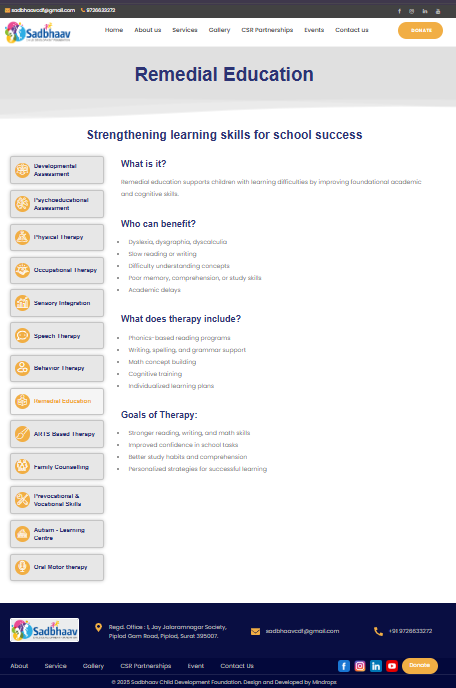 sadbhaavcdf@gmail.com 9726633272
Sadbhaav
Home About us Services Gallery CSR Partnerships Events Contact us DONATE
Remedial Education
Strengthening learning skills for school success
Developmental
Assessment
Psychoeducational
Assessment
Physical Therapy
Occupational Therapy
Sensory Integration
Speech Therapy
Behavior Therapy
Remedial Education
ARTS Based Therapy
Family Counselling
Prevocational &
Vocational Skills
Autism - Learning
Centre
Oral Motor therapy
What is it?
Remedial education supports children with learning difficulties by improving foundational academic
and cognitive skills.
Who can benefit?
Dyslexia, dysgraphia, dyscalculia
Slow reading or writing
Difficulty understanding concepts
Poor memory, comprehension, or study skills
Academic delays
What does therapy include?
Phonics-based reading programs
Writing, spelling, and grammar support
Math concept building
Cognitive training
Individualized learning plans
Goals of Therapy:
Stronger reading, writing, and math skills
Improved confidence in school tasks
Better study habits and comprehension
Personalized strategies for successful learning
Sadbhaav
Regd. Office : 1, Jay Jalaramnagar Society,
Piplod Gam Road, Piplod, Surat 395007.
sadbhaavcdf@gmail.com
+91 9726633272
About Service Gallery CSR Partnerships Event Contact Us Donate
© 2025 Sadbhaav Child Development Foundation. Design and Developed by Mindrops